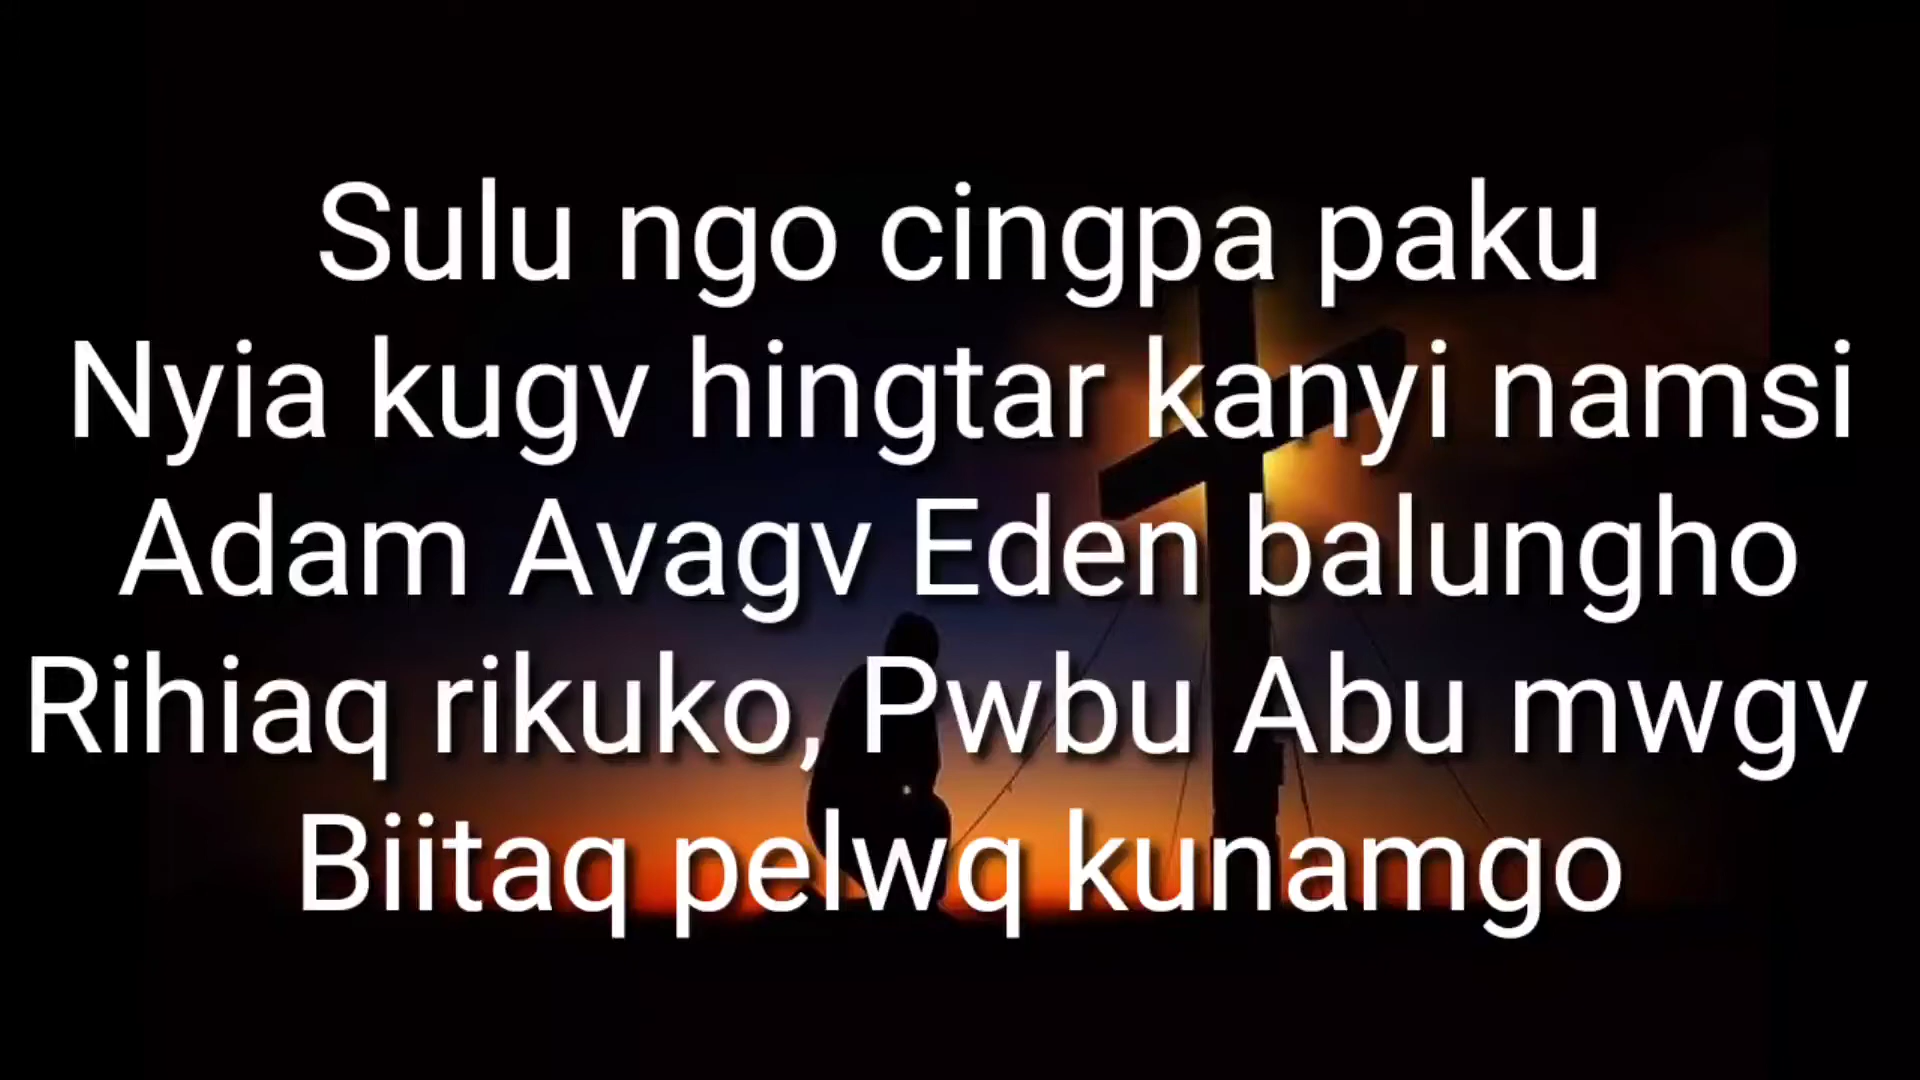 Sulu ngo cingpa paku
Nyia kugv hingtar kanyi namsi
Adam Avagv Eden balungho
Rihiaq rikuko, Pwbu Abu mwgv
Biitaq pelwq kunamgo